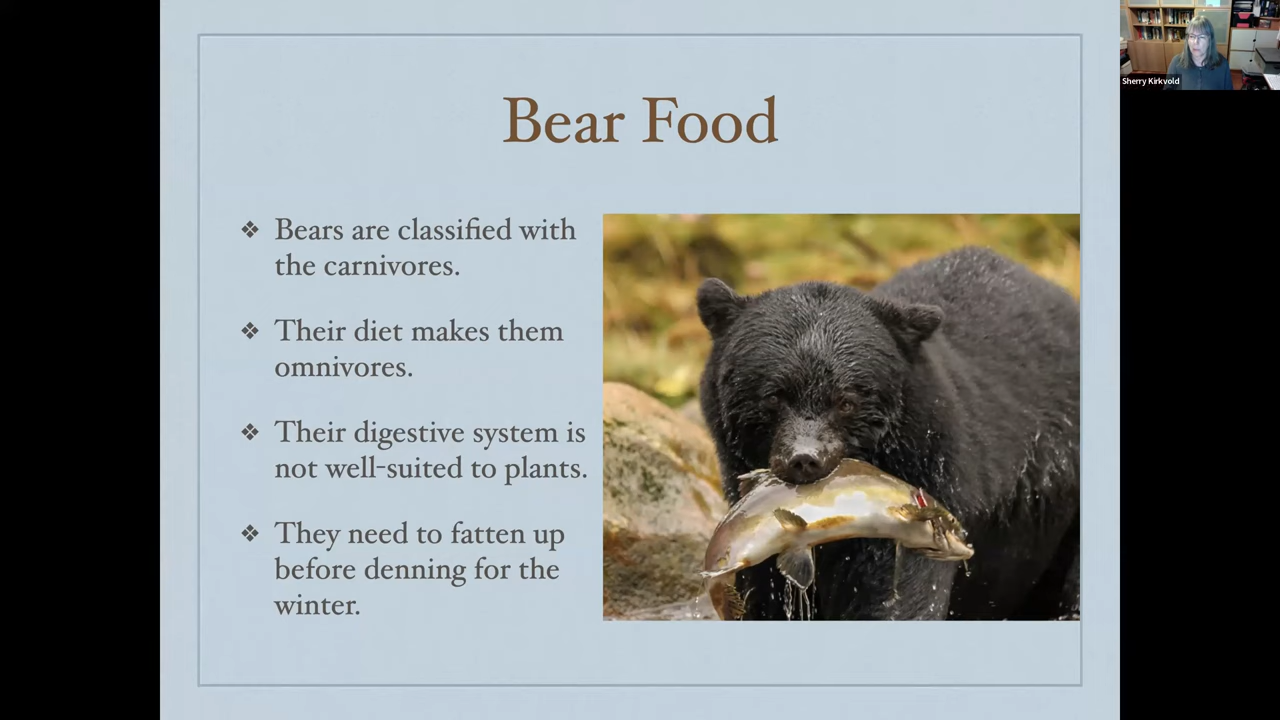 Sherry Kirkvold
Bear Food
❖ Bears are classified with
the carnivores.
❖ Their diet makes them
omnivores.
❖ Their digestive system is
not well-suited to plants.
❖ They need to fatten up
before denning for the
winter.